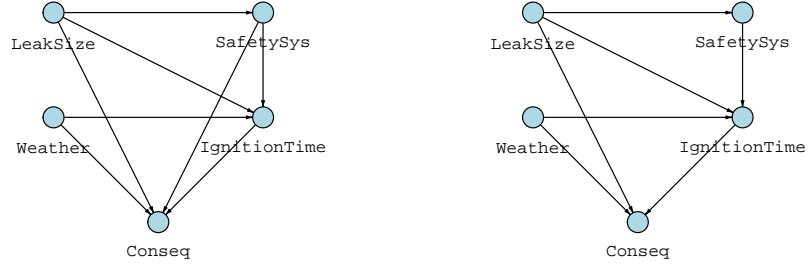 LeakSize SafetySys LeakSize SafetySys
Weather IgnitionTime Weather IgnitionTime
Conseq Conseq